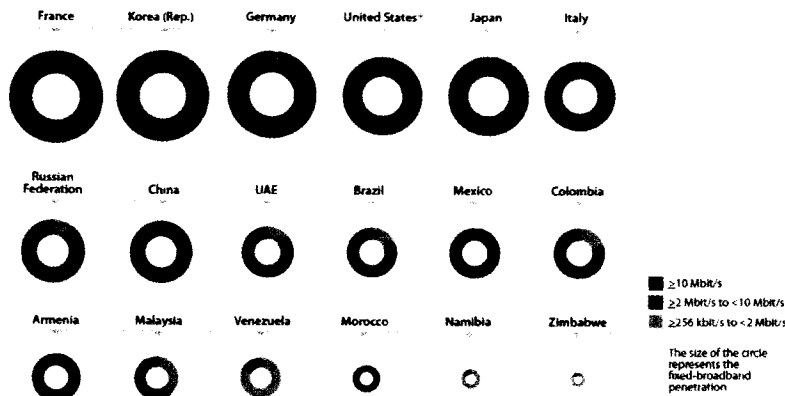 France Korea (Rep.) Germany United States+ Japan Italy
Russian
Federation China UAE Brazil Mexico Colombia
≥10 Mbit/s
≥2 Mbit/s to <10 Mbit/s
Armenia Malaysia Venezuela Morocco Namibia Zimbabwe
≥256 kbit/s to <2 Mbit/s
The size of the circle
represents the
fixed-broadband
penetration